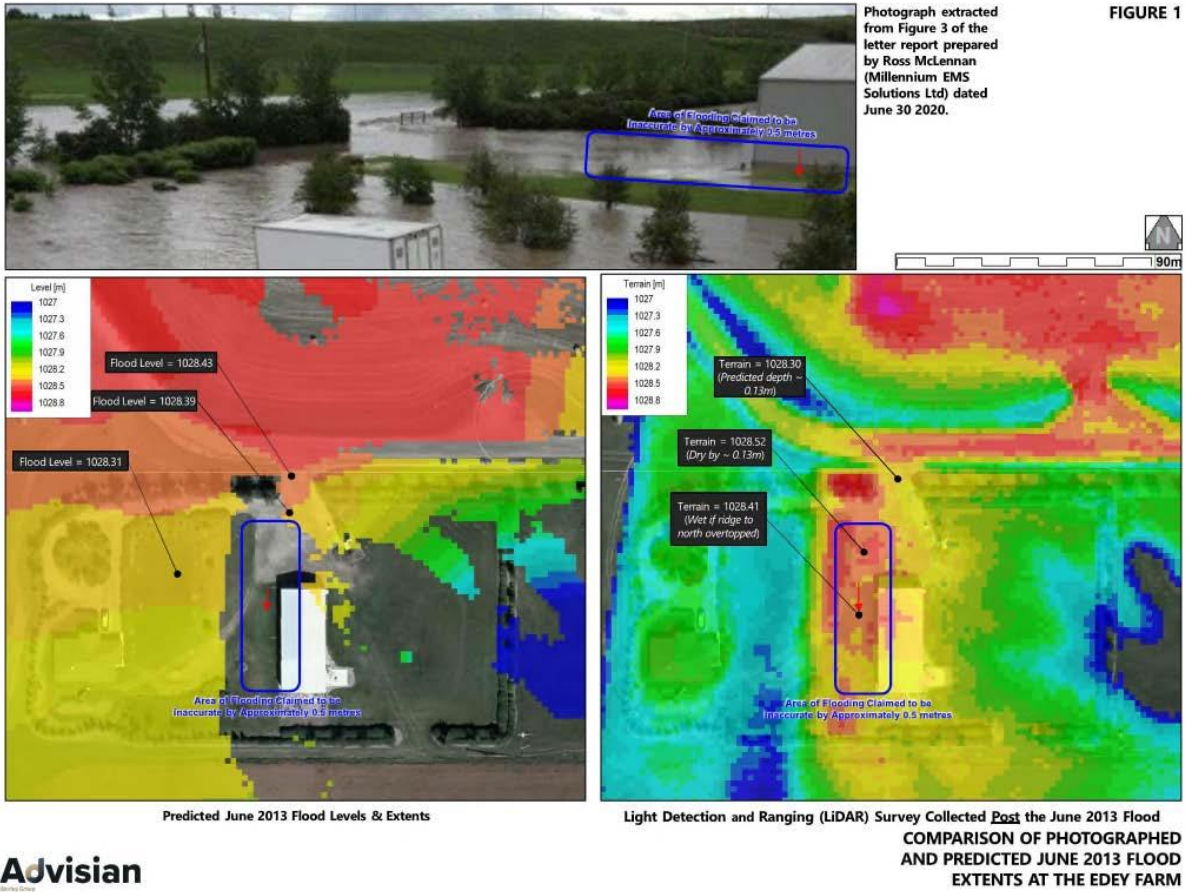 Photograph extracted
from Figure 3 of the
letter report prepared
by Ross McLennan
(Millennium EMS
Solutions Ltd) dated
June 30 2020.
FIGURE 1
Area of Flooding Claimed to be
Inaccurate by Approximately 0.5 metres
N
90m
Level [m]
1027
1027.3
1027.6
1027.9
1028.2
1028.5
1028.8
Flood Level = 1028.43
Flood Level = 1028.39
Flood Level = 1028.31
Area of Flooding Claimed to be
Inaccurate by Approximately 0.5 metres
Predicted June 2013 Flood Levels & Extents
Terrain [m]
1027
1027.3
1027.6
1027.9
1028.2
1028.5
1028.8
Terrain = 1028.30
(Predicted depth ~
0.13m)
Terrain = 1028.52
(Dry by ~ 0.13m)
Terrain = 1028.41
(Wet if ridge to
north overtopped)
Area of Flooding Claimed to be
Inaccurate by Approximately 0.5 metres
Light Detection and Ranging (LiDAR) Survey Collected Post the June 2013 Flood
COMPARISON OF PHOTOGRAPHED
AND PREDICTED JUNE 2013 FLOOD
EXTENTS AT THE EDEY FARM
Advisian
Worley Group